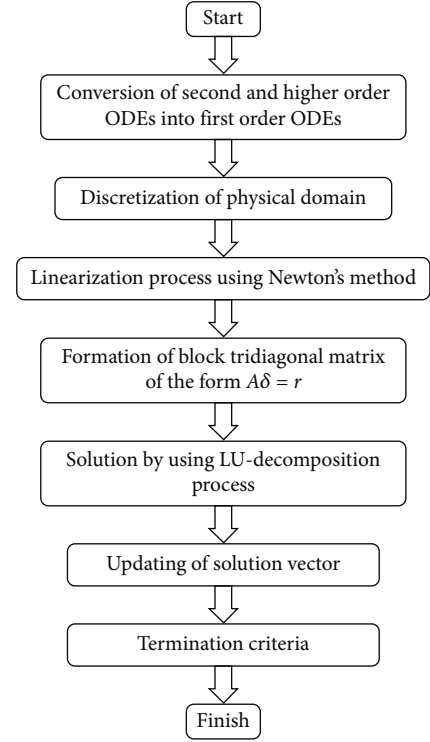 Start
Conversion of second and higher order
ODEs into first order ODEs
Discretization of physical domain
Linearization process using Newton's method
Formation of block tridiagonal matrix
of the form Aδ = r
Solution by using LU-decomposition
process
Updating of solution vector
Termination criteria
Finish